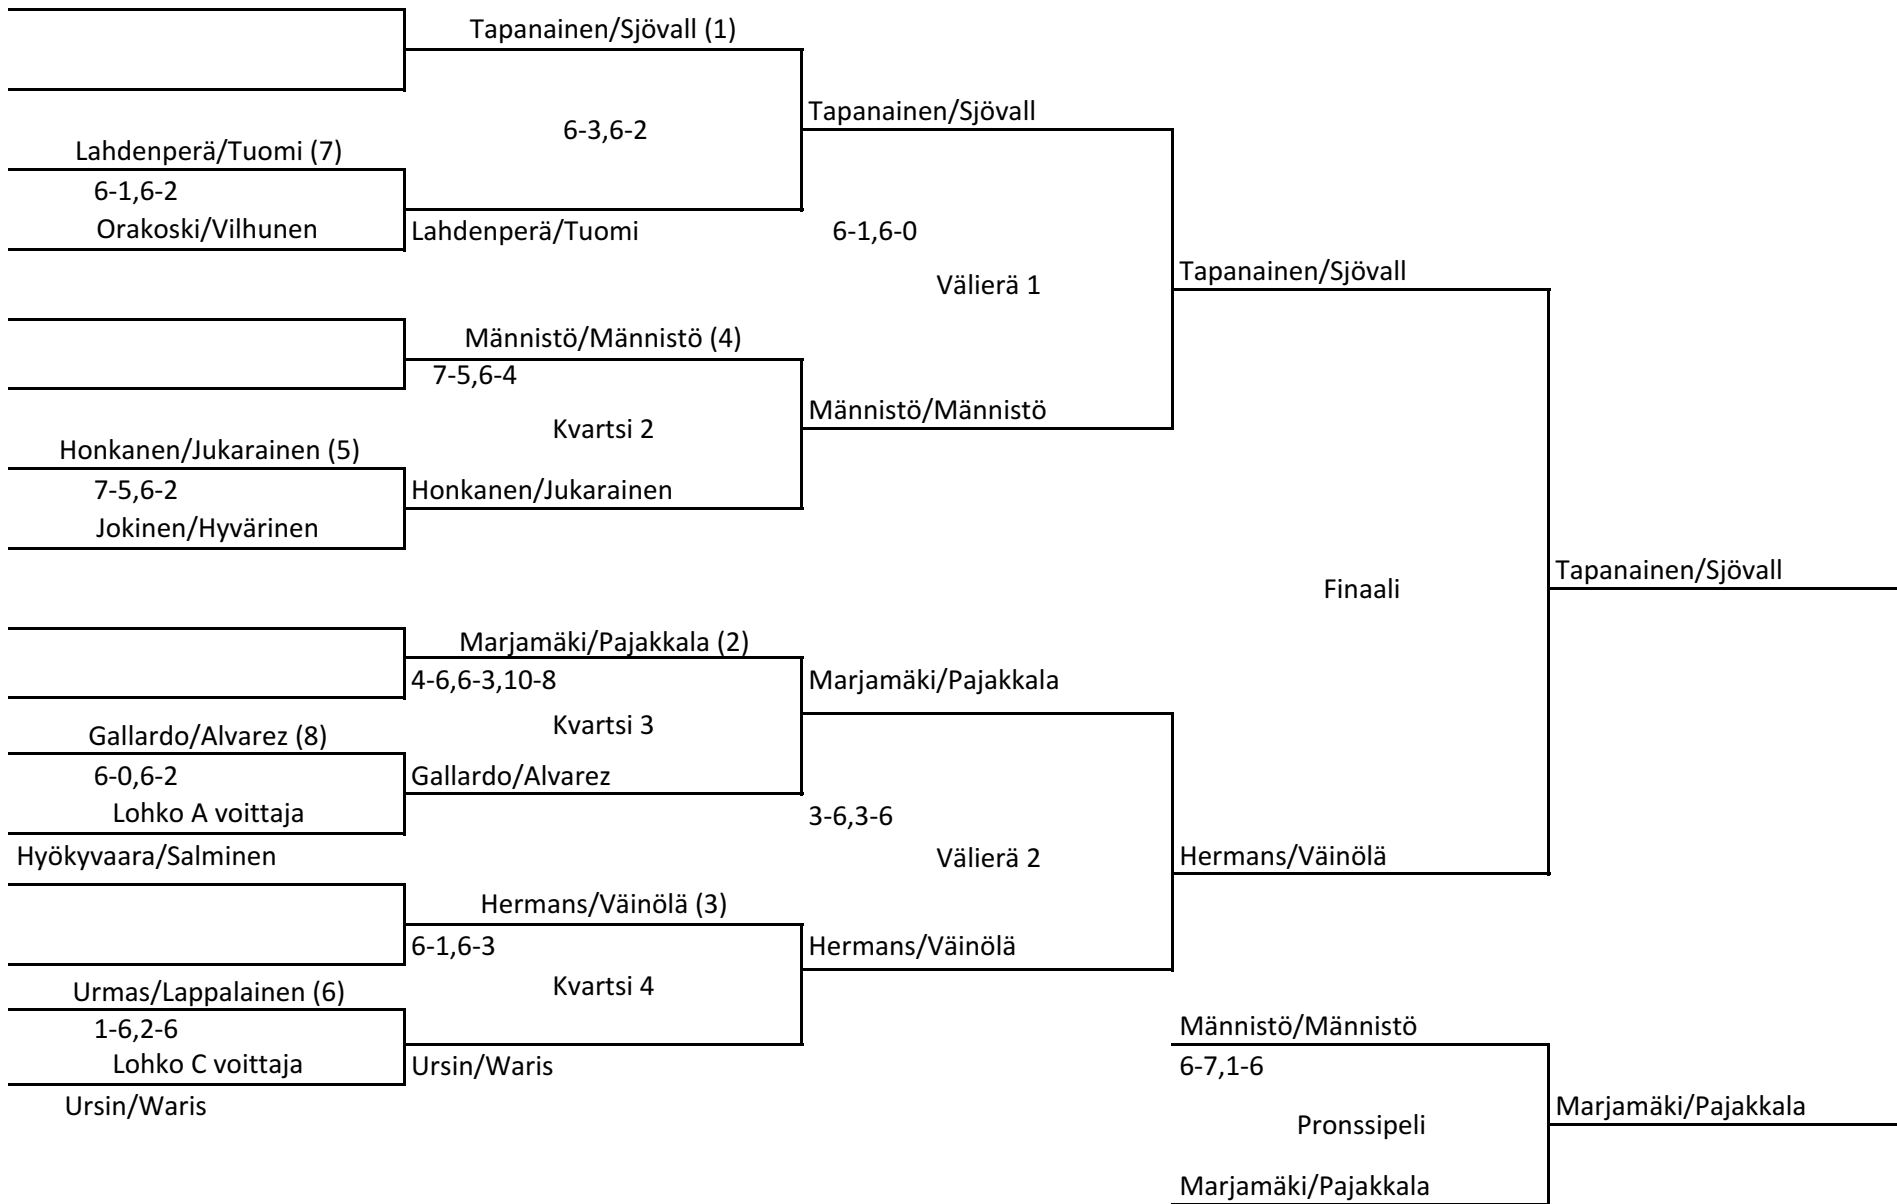 Tapanainen/Sjövall (1)
6-3,6-2
Tapanainen/Sjövall
Lahdenperä/Tuomi (7)
6-1,6-2
Orakoski/Vilhunen
Lahdenperä/Tuomi
6-1,6-0
Välierä 1
Tapanainen/Sjövall
Männistö/Männistö (4)
7-5,6-4
Kvartsi 2
Männistö/Männistö
Honkanen/Jukarainen (5)
7-5,6-2
Jokinen/Hyvärinen
Honkanen/Jukarainen
Finaali
Tapanainen/Sjövall
Marjamäki/Pajakkala (2)
4-6,6-3,10-8
Kvartsi 3
Marjamäki/Pajakkala
Gallardo/Alvarez (8)
6-0,6-2
Lohko A voittaja
Hyökyvaara/Salminen
Gallardo/Alvarez
3-6,3-6
Välierä 2
Hermans/Väinölä
Hermans/Väinölä (3)
6-1,6-3
Kvartsi 4
Hermans/Väinölä
Urmas/Lappalainen (6)
1-6,2-6
Lohko C voittaja
Ursin/Waris
Ursin/Waris
Männistö/Männistö
6-7,1-6
Pronssipeli
Marjamäki/Pajakkala
Marjamäki/Pajakkala